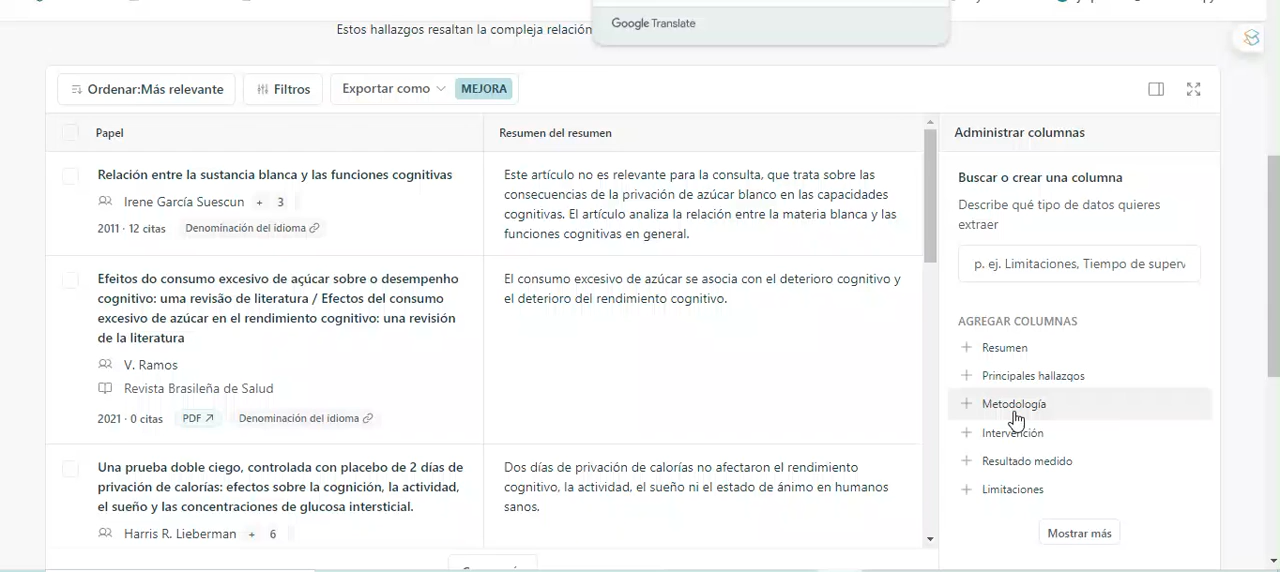 Google Translate
Estos hallazgos resaltan la compleja relación
Ordenar:Más relevante
Filtros
Exportar como
MEJORA
Papel
Resumen del resumen
Administrar columnas
Relación entre la sustancia blanca y las funciones cognitivas
Irene García Suescun + 3
2011 · 12 citas Denominación del idioma
Este artículo no es relevante para la consulta, que trata sobre las
consecuencias de la privación de azúcar blanco en las capacidades
cognitivas. El artículo analiza la relación entre la materia blanca y las
funciones cognitivas en general.
Efeitos do consumo excesivo de açúcar sobre o desempenho
cognitivo: uma revisão de literatura / Efectos del consumo
excesivo de azúcar en el rendimiento cognitivo: una revisión
de la literatura
V. Ramos
Revista Brasileña de Salud
2021 · 0 citas PDF Denominación del idioma
El consumo excesivo de azúcar se asocia con el deterioro cognitivo y
el deterioro del rendimiento cognitivo.
Una prueba doble ciego, controlada con placebo de 2 días de
privación de calorías: efectos sobre la cognición, la actividad,
el sueño y las concentraciones de glucosa intersticial.
Harris R. Lieberman + 6
Dos días de privación de calorías no afectaron el rendimiento
cognitivo, la actividad, el sueño ni el estado de ánimo en humanos
sanos.
Buscar o crear una columna
Describe qué tipo de datos quieres
extraer
p. ej. Limitaciones, Tiempo de superv
AGREGAR COLUMNAS
+ Resumen
+ Principales hallazgos
+ Metodología
+ Intervención
+ Resultado medido
+ Limitaciones
Mostrar más